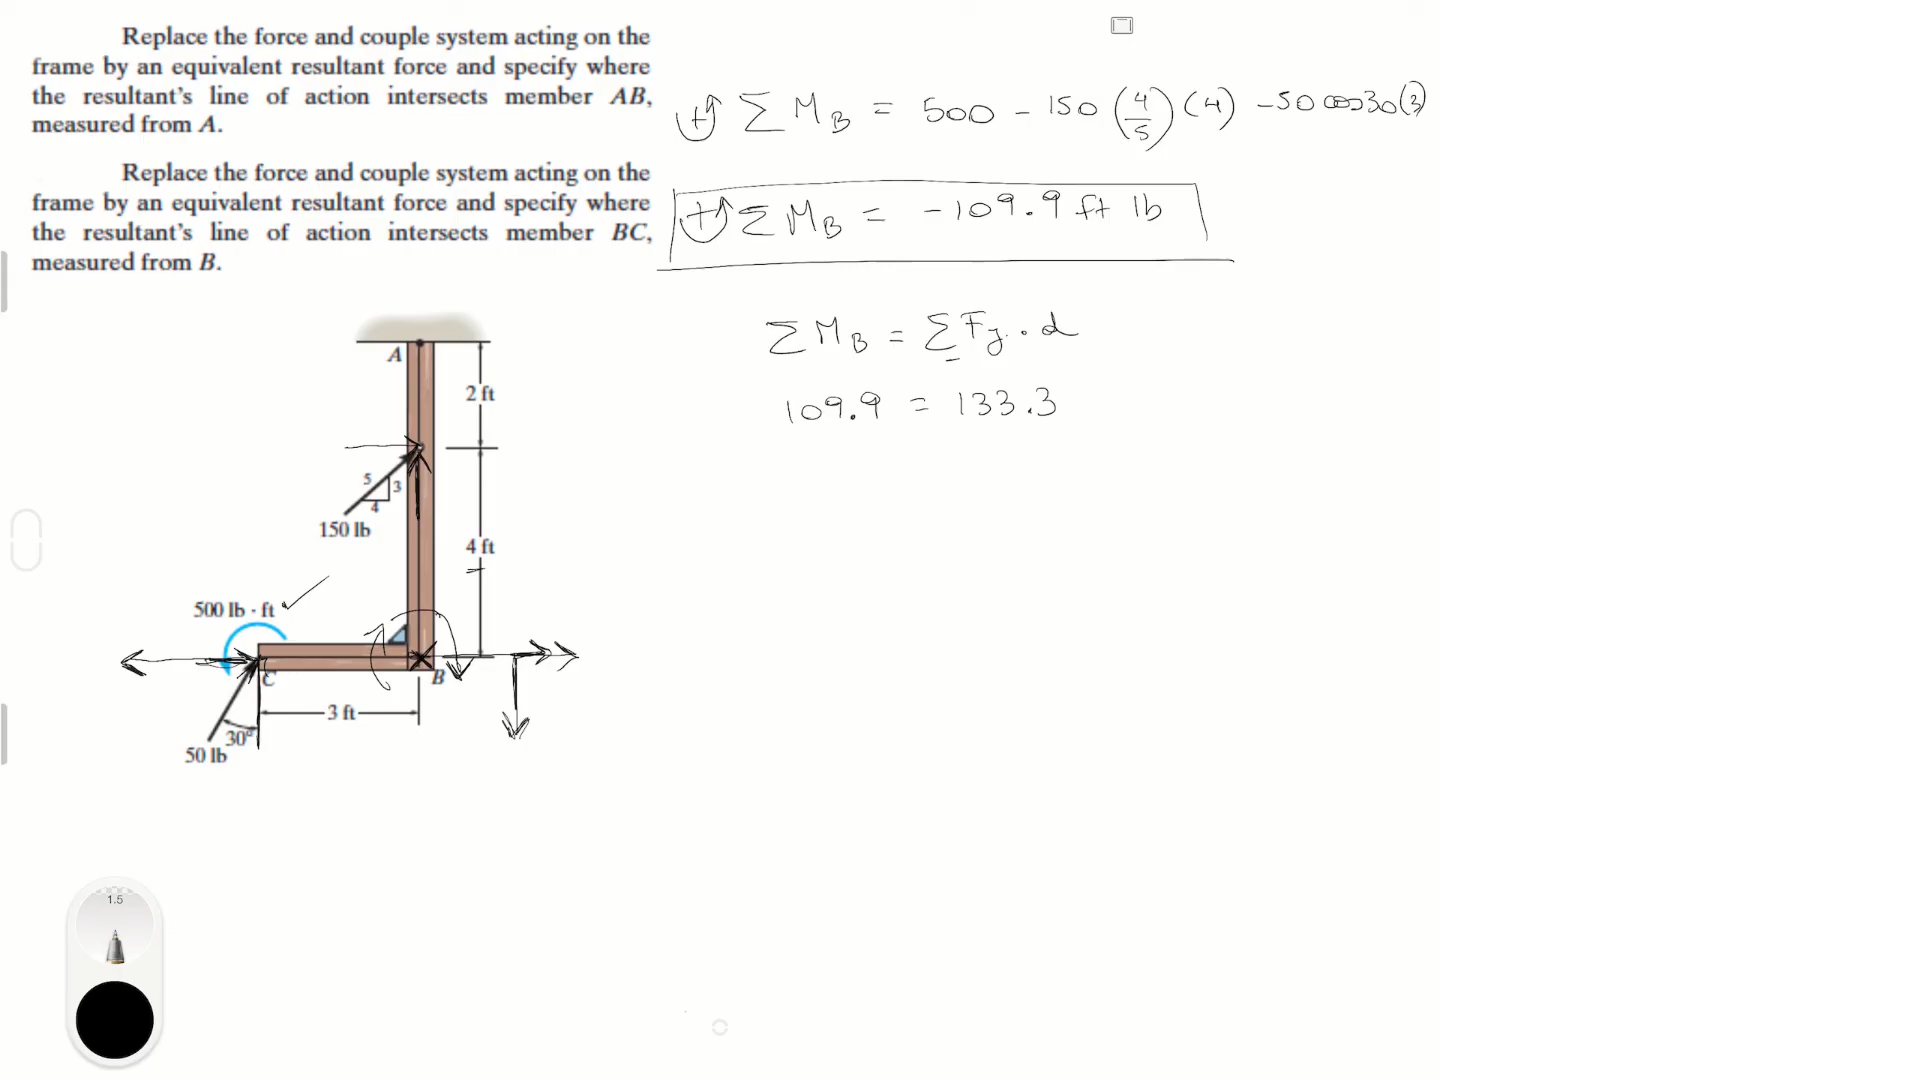 Replace the force and couple system acting on the
frame by an equivalent resultant force and specify where
the resultant's line of action intersects member AB,
measured from A.
Replace the force and couple system acting on the
frame by an equivalent resultant force and specify where
the resultant's line of action intersects member BC,
measured from B.
+ Σ M_B = 500 - 150 (4/5) (4) - 50 cos30 (3)
+ Σ M_B = -109.9 ft lb
Σ M_B = Σ Fy . d
109.9 = 133.3
A
2 ft
5
3
4
150 lb
4 ft
500 lb · ft
C
B
3 ft
30°
50 lb
1.5